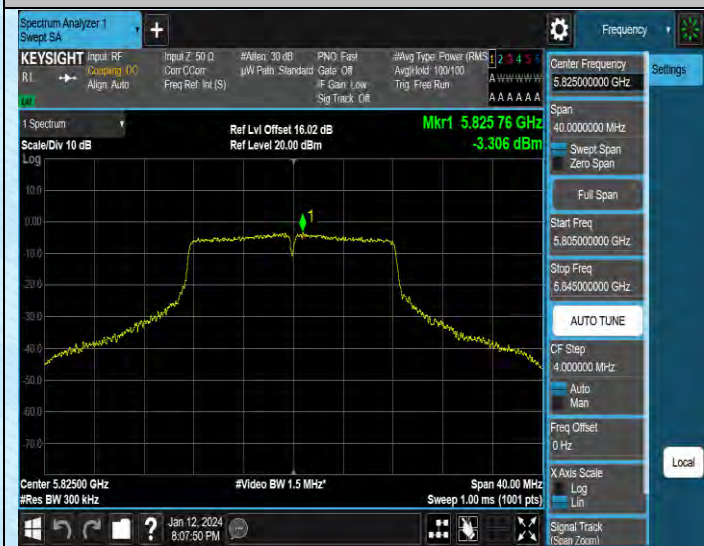 Spectrum Analyzer 1
Swept SA
Frequency
KEYSIGHT
RL
LXI
Input: RF
Coupling: DC
Align: Auto
Input Z: 50 Ω
Corr CCorr
Freq Ref: Int (S)
#Atten: 30 dB
µW Path: Standard
PNO: Fast
Gate: Off
IF Gain: Low
Sig Track: Off
#Avg Type: Power (RMS
Avg|Hold: 100/100
Trig: Free Run
1 2 3 4 5 6
A W W W W W
A A A A A A
1 Spectrum
Scale/Div 10 dB
Log
Ref Lvl Offset 16.02 dB
Ref Level 20.00 dBm
Mkr1 5.825 76 GHz
-3.306 dBm
10.0
0.00
-10.0
-20.0
-30.0
-40.0
-50.0
-60.0
-70.0
1
Center 5.82500 GHz
#Res BW 300 kHz
#Video BW 1.5 MHz*
Span 40.00 MHz
Sweep 1.00 ms (1001 pts)
Jan 12, 2024
8:07:50 PM
Center Frequency
5.825000000 GHz
Settings
Span
40.0000000 MHz
Swept Span
Zero Span
Full Span
Start Freq
5.805000000 GHz
Stop Freq
5.845000000 GHz
AUTO TUNE
CF Step
4.000000 MHz
Auto
Man
Freq Offset
0 Hz
X Axis Scale
Log
Lin
Local
Signal Track
(Span Zoom)